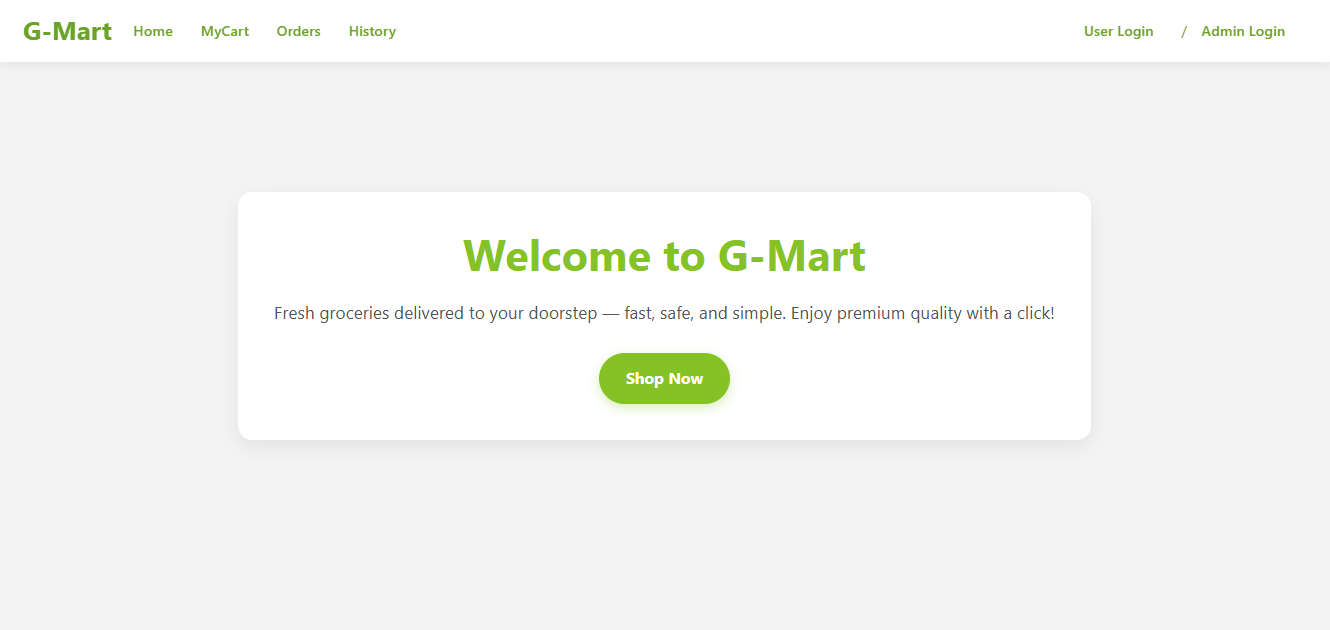 G-Mart Home MyCart Orders History User Login / Admin Login
Welcome to G-Mart
Fresh groceries delivered to your doorstep — fast, safe, and simple. Enjoy premium quality with a click!
Shop Now